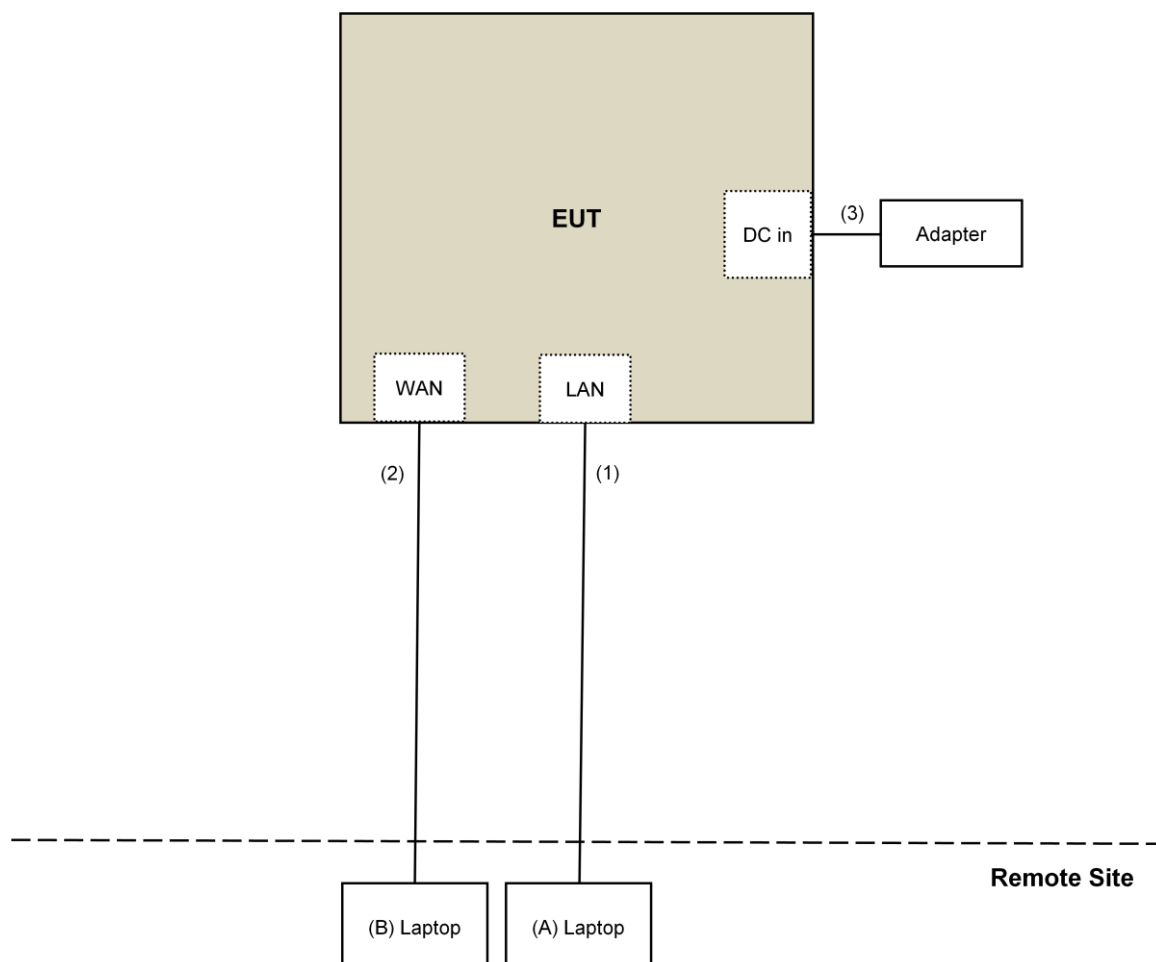 EUT
DC in
(3)
Adapter
WAN
LAN
(2)
(1)
Remote Site
(B) Laptop
(A) Laptop